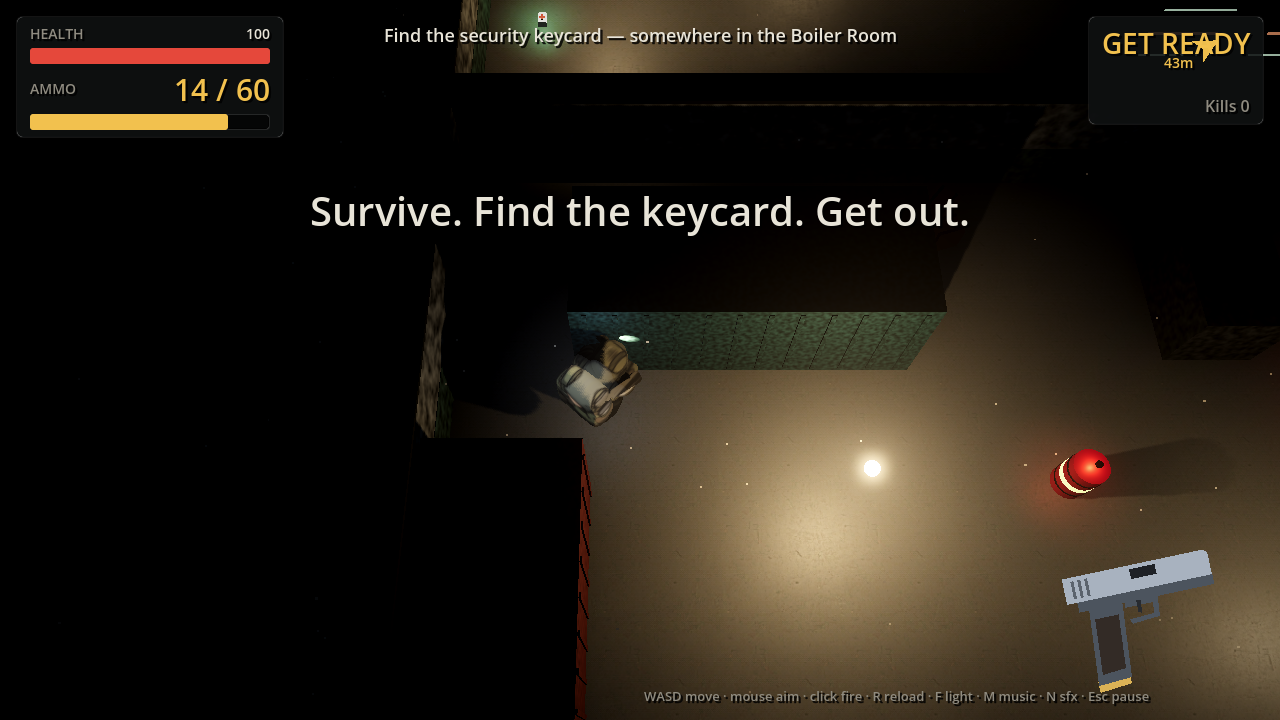 HEALTH 100
AMMO 14 / 60
Find the security keycard — somewhere in the Boiler Room
GET READY
43m
Kills 0
Survive. Find the keycard. Get out.
WASD move · mouse aim · click fire · R reload · F light · M music · N sfx · Esc pause